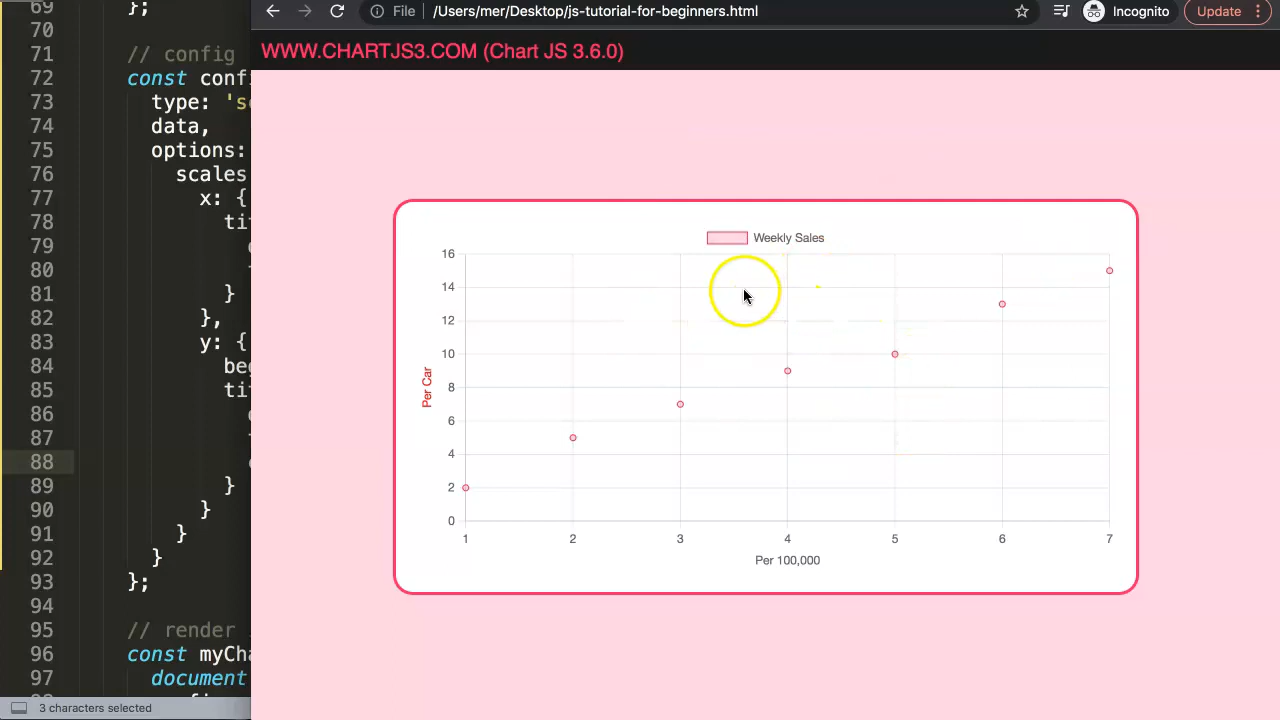 69 };
70
71 // config
72 const conf
73 type: 's
74 data,
75 options:
76 scales
77 x: {
78 ti
79
80
81 }
82 },
83 y: {
84 be
85 ti
86
87
88
89 }
90 }
91 }
92 }
93 };
94
95 // render
96 const myCh
97 document
3 characters selected
File /Users/mer/Desktop/js-tutorial-for-beginners.html Incognito Update
WWW.CHARTJS3.COM (Chart JS 3.6.0)
Weekly Sales
16
14
12
10
8
6
4
2
0
Per Car
1 2 3 4 5 6 7
Per 100,000